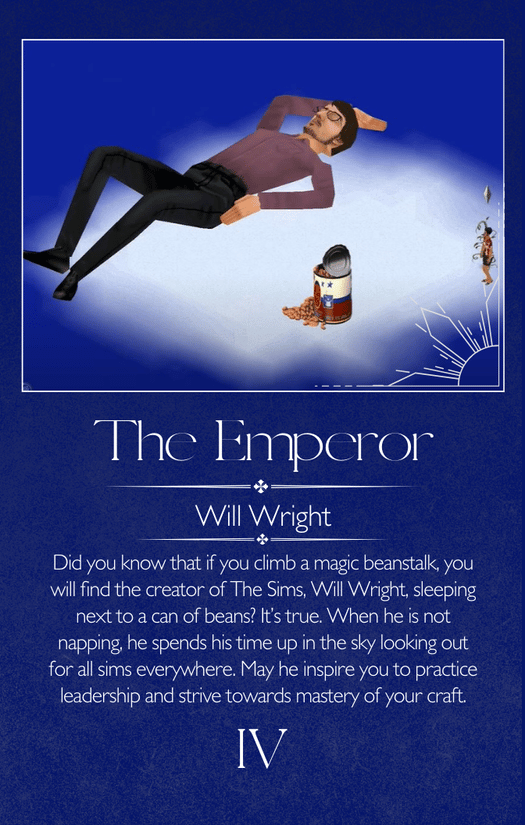 The Emperor
Will Wright
Did you know that if you climb a magic beanstalk, you
will find the creator of The Sims, Will Wright, sleeping
next to a can of beans? It's true. When he is not
napping, he spends his time up in the sky looking out
for all sims everywhere. May he inspire you to practice
leadership and strive towards mastery of your craft.
IV